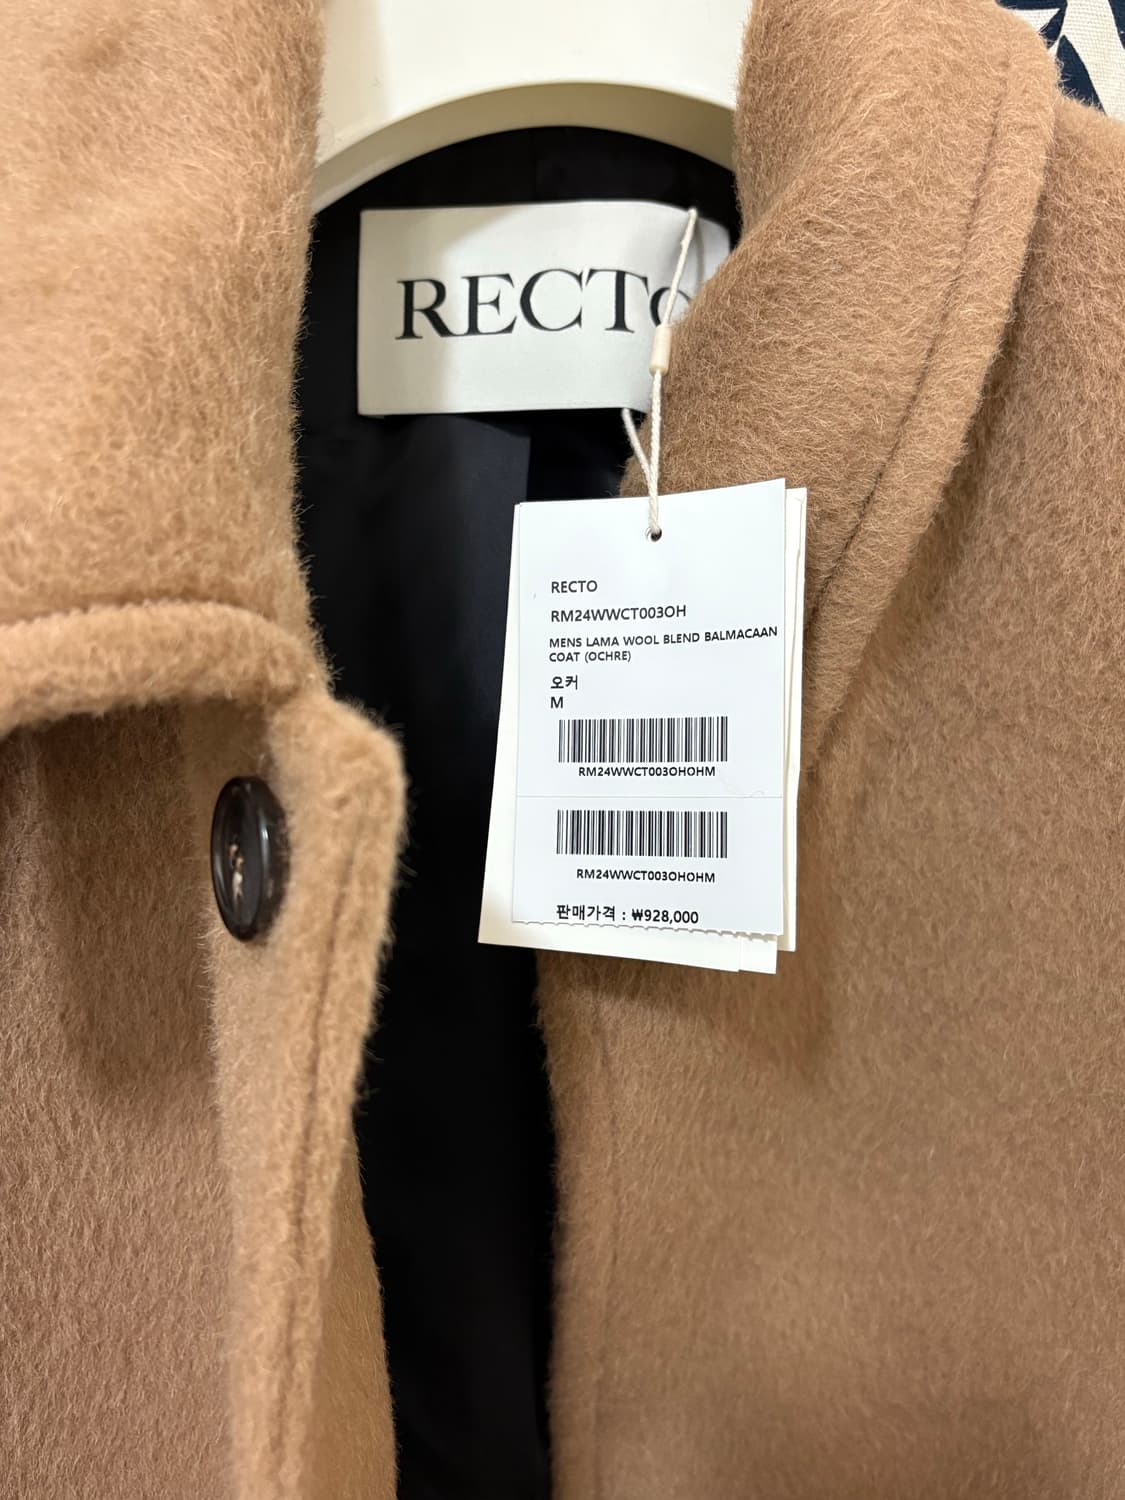 RECTO
RECTO
RM24WWCT003OH
MENS LAMA WOOL BLEND BALMACAAN
COAT (OCHRE)
오커
M
RM24WWCT003OHOHM
RM24WWCT003OHOHM
판매가격 : ₩928,000